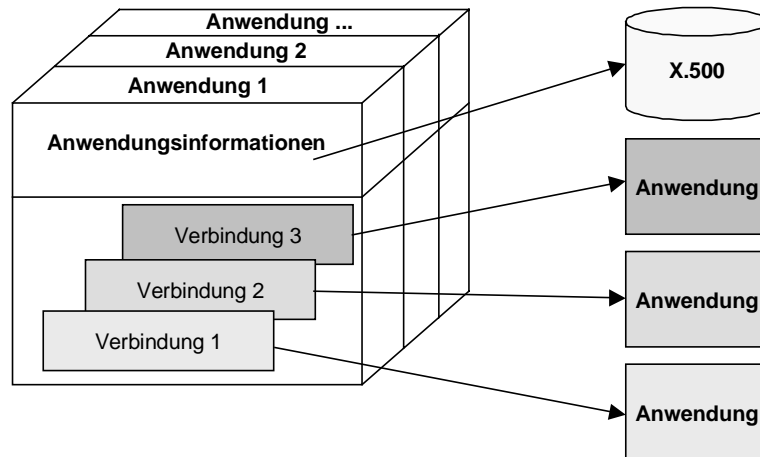 Anwendung ...
Anwendung 2
Anwendung 1
Anwendungsinformationen
Verbindung 3
Verbindung 2
Verbindung 1
X.500
Anwendung
Anwendung
Anwendung